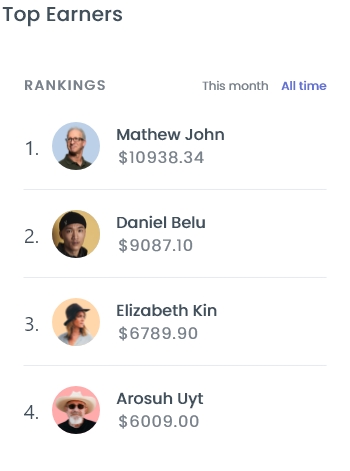 Top Earners
RANKINGS This month All time
1. Mathew John
$10938.34
2. Daniel Belu
$9087.10
3. Elizabeth Kin
$6789.90
4. Arosuh Uyt
$6009.00